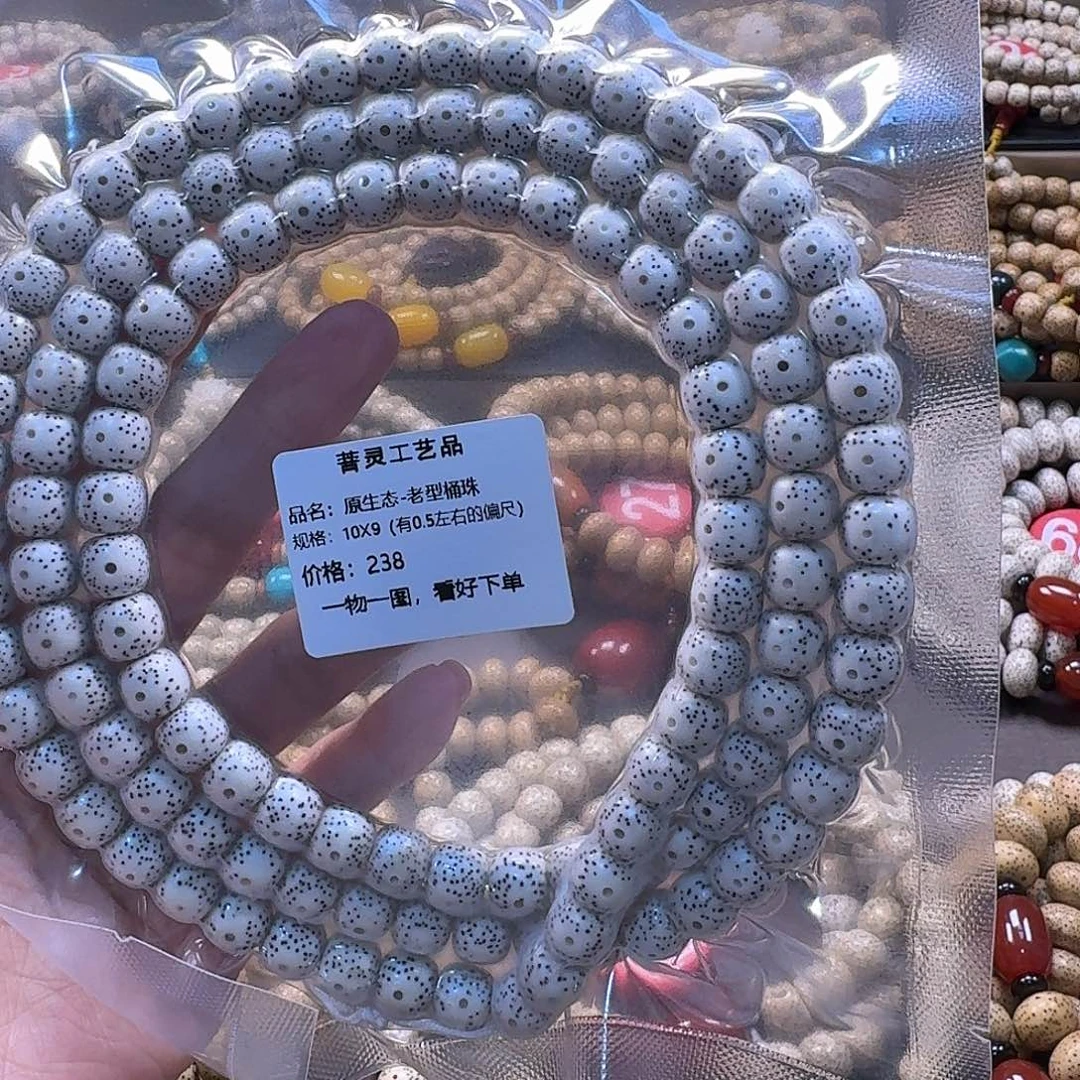 菩灵工艺品
品名：原生态-老型桶珠
规格：10X9（有0.5左右的偏尺）
价格：238
一物一图，看好下单
12